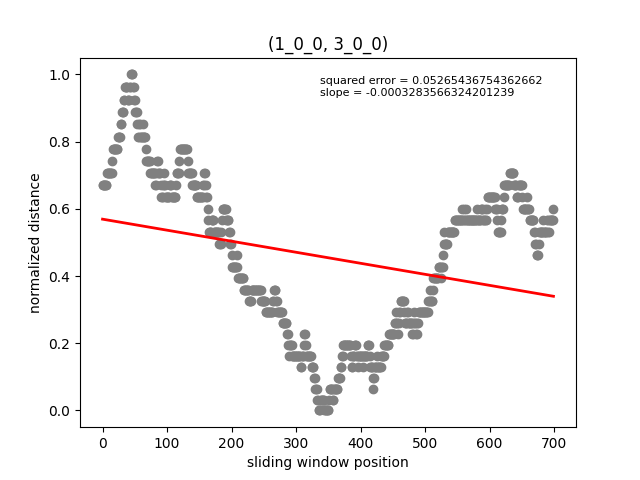 (1_0_0, 3_0_0)
squared error = 0.05265436754362662
slope = -0.0003283566324201239
normalized distance
1.0
0.8
0.6
0.4
0.2
0.0
0 100 200 300 400 500 600 700
sliding window position